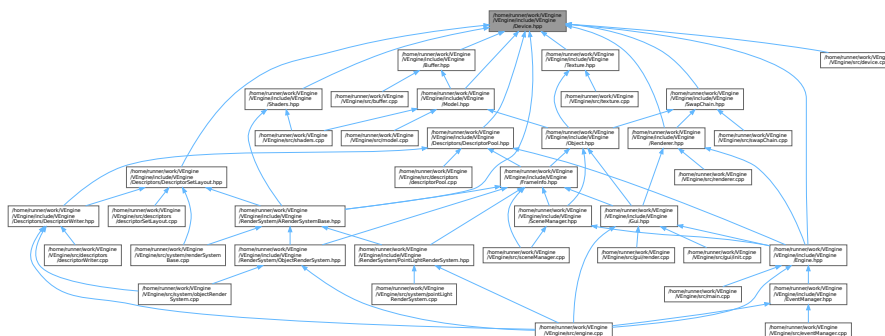 /home/runner/work/VEngine
/VEngine/include/VEngine
/Device.hpp
/home/runner/work/VEngine
/VEngine/include/VEngine
/Buffer.hpp
/home/runner/work/VEngine
/VEngine/include/VEngine
/Texture.hpp
/home/runner/work/VEngine
/VEngine/src/device.cpp
/home/runner/work/VEngine
/VEngine/include/VEngine
/Shaders.hpp
/home/runner/work/VEngine
/VEngine/src/buffer.cpp
/home/runner/work/VEngine
/VEngine/include/VEngine
/Model.hpp
/home/runner/work/VEngine
/VEngine/src/texture.cpp
/home/runner/work/VEngine
/VEngine/include/VEngine
/SwapChain.hpp
/home/runner/work/VEngine
/VEngine/src/shaders.cpp
/home/runner/work/VEngine
/VEngine/src/model.cpp
/home/runner/work/VEngine
/VEngine/include/VEngine
/Descriptors/DescriptorPool.hpp
/home/runner/work/VEngine
/VEngine/include/VEngine
/Object.hpp
/home/runner/work/VEngine
/VEngine/include/VEngine
/Renderer.hpp
/home/runner/work/VEngine
/VEngine/src/swapChain.cpp
/home/runner/work/VEngine
/VEngine/include/VEngine
/Descriptors/DescriptorSetLayout.hpp
/home/runner/work/VEngine
/VEngine/src/descriptors
/descriptorPool.cpp
/home/runner/work/VEngine
/VEngine/include/VEngine
/FrameInfo.hpp
/home/runner/work/VEngine
/VEngine/src/renderer.cpp
/home/runner/work/VEngine
/VEngine/include/VEngine
/Descriptors/DescriptorWriter.hpp
/home/runner/work/VEngine
/VEngine/src/descriptors
/descriptorSetLayout.cpp
/home/runner/work/VEngine
/VEngine/include/VEngine
/RenderSystem/IRenderSystemBase.hpp
/home/runner/work/VEngine
/VEngine/include/VEngine
/SceneManager.hpp
/home/runner/work/VEngine
/VEngine/include/VEngine
/Gui.hpp
/home/runner/work/VEngine
/VEngine/src/descriptors
/descriptorWriter.cpp
/home/runner/work/VEngine
/VEngine/src/system/renderSystem
Base.cpp
/home/runner/work/VEngine
/VEngine/include/VEngine
/RenderSystem/ObjectRenderSystem.hpp
/home/runner/work/VEngine
/VEngine/include/VEngine
/RenderSystem/PointLightRenderSystem.hpp
/home/runner/work/VEngine
/VEngine/src/sceneManager.cpp
/home/runner/work/VEngine
/VEngine/src/gui/render.cpp
/home/runner/work/VEngine
/VEngine/src/gui/init.cpp
/home/runner/work/VEngine
/VEngine/include/VEngine
/Engine.hpp
/home/runner/work/VEngine
/VEngine/src/system/objectRender
System.cpp
/home/runner/work/VEngine
/VEngine/src/system/pointLight
RenderSystem.cpp
/home/runner/work/VEngine
/VEngine/src/main.cpp
/home/runner/work/VEngine
/VEngine/include/VEngine
/EventManager.hpp
/home/runner/work/VEngine
/VEngine/src/engine.cpp
/home/runner/work/VEngine
/VEngine/src/eventManager.cpp